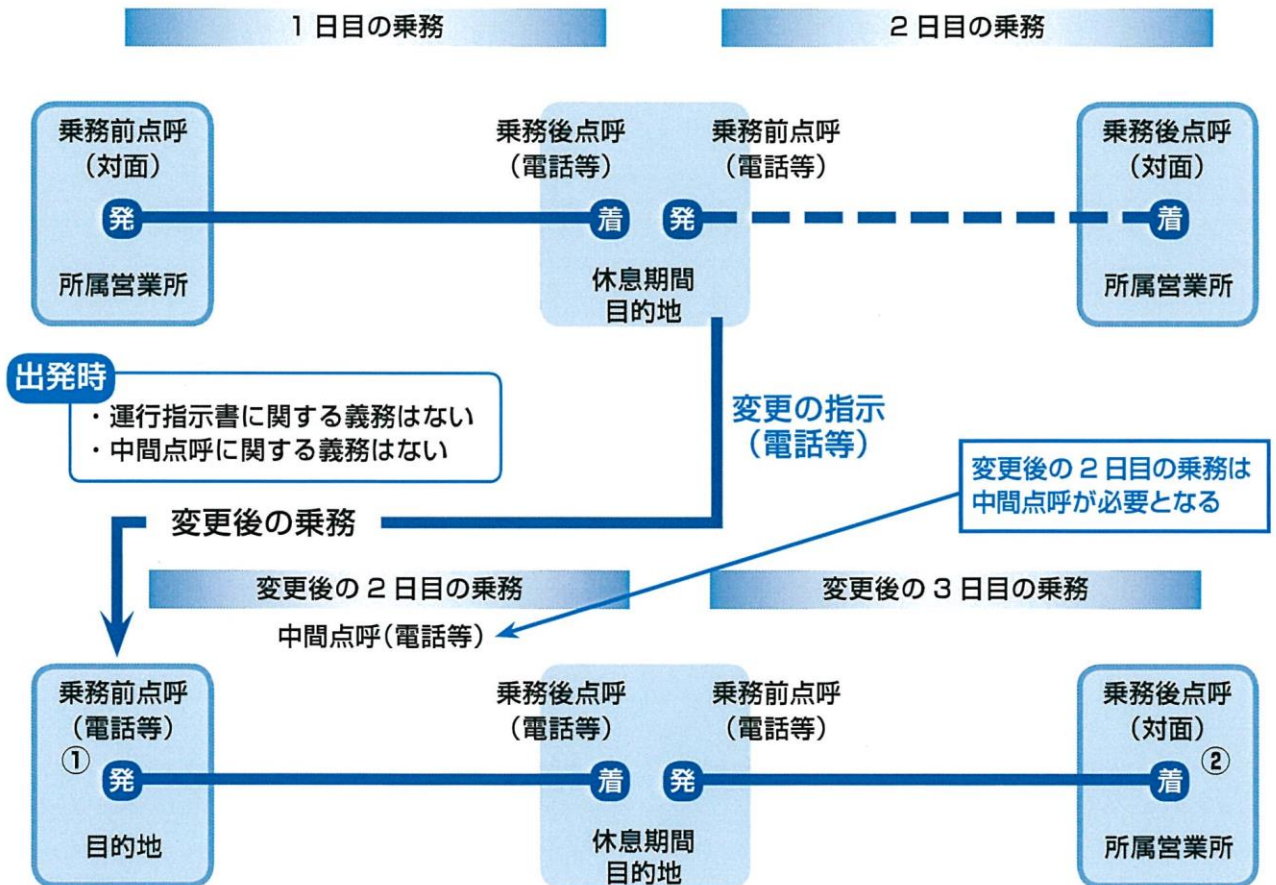 1日目の乗務
2日目の乗務
乗務前点呼
(対面)
発
所属営業所
乗務後点呼
(電話等)
着
乗務前点呼
(電話等)
発
休息期間
目的地
乗務後点呼
(対面)
着
所属営業所
出発時
・運行指示書に関する義務はない
・中間点呼に関する義務はない
変更の指示
(電話等)
変更後の2日目の乗務は
中間点呼が必要となる
変更後の乗務
変更後の2日目の乗務
変更後の3日目の乗務
中間点呼(電話等)
乗務前点呼
(電話等)
①
発
目的地
乗務後点呼
(電話等)
着
乗務前点呼
(電話等)
発
休息期間
目的地
乗務後点呼
(対面)
②
着
所属営業所